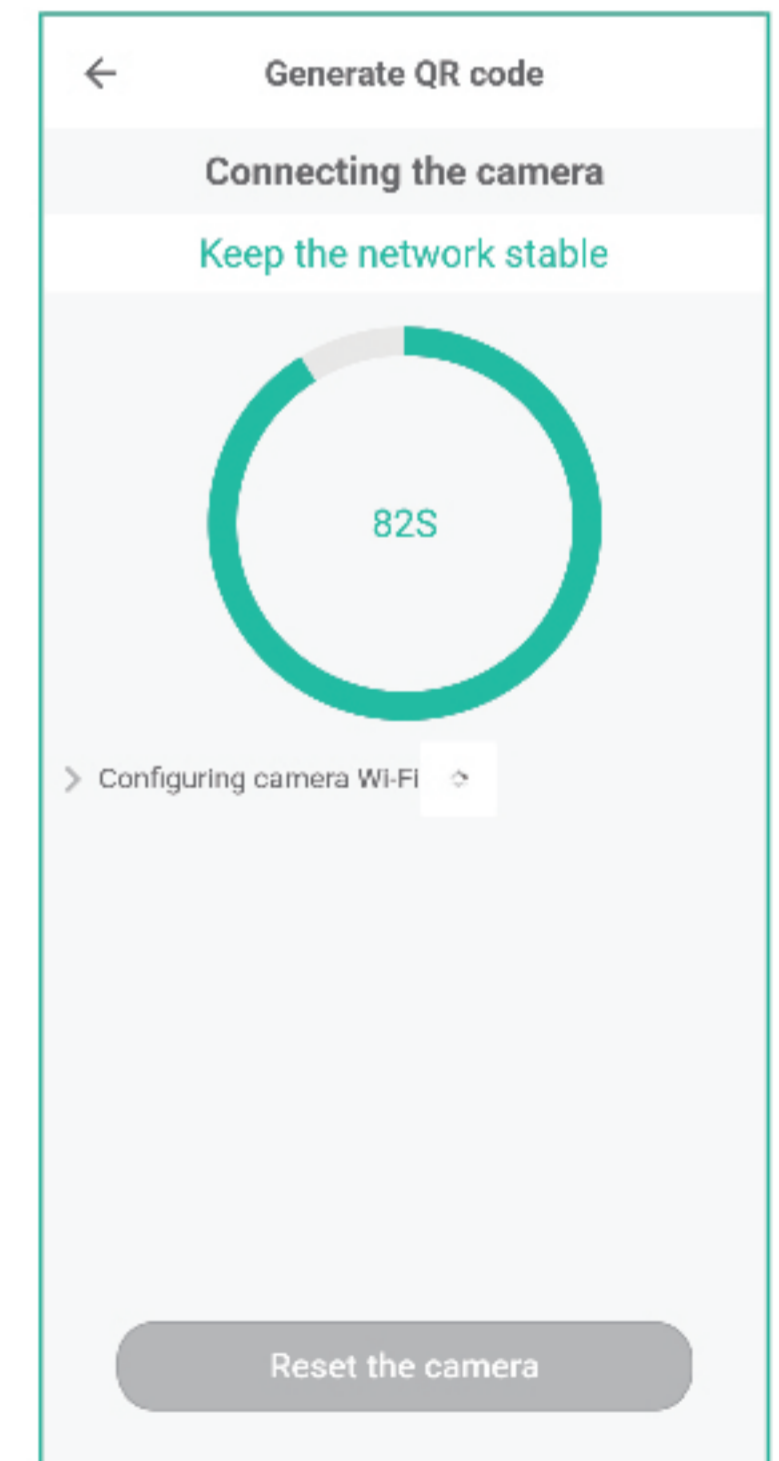 Generate QR code
Connecting the camera
Keep the network stable
82S
Configuring camera Wi-Fi
Reset the camera